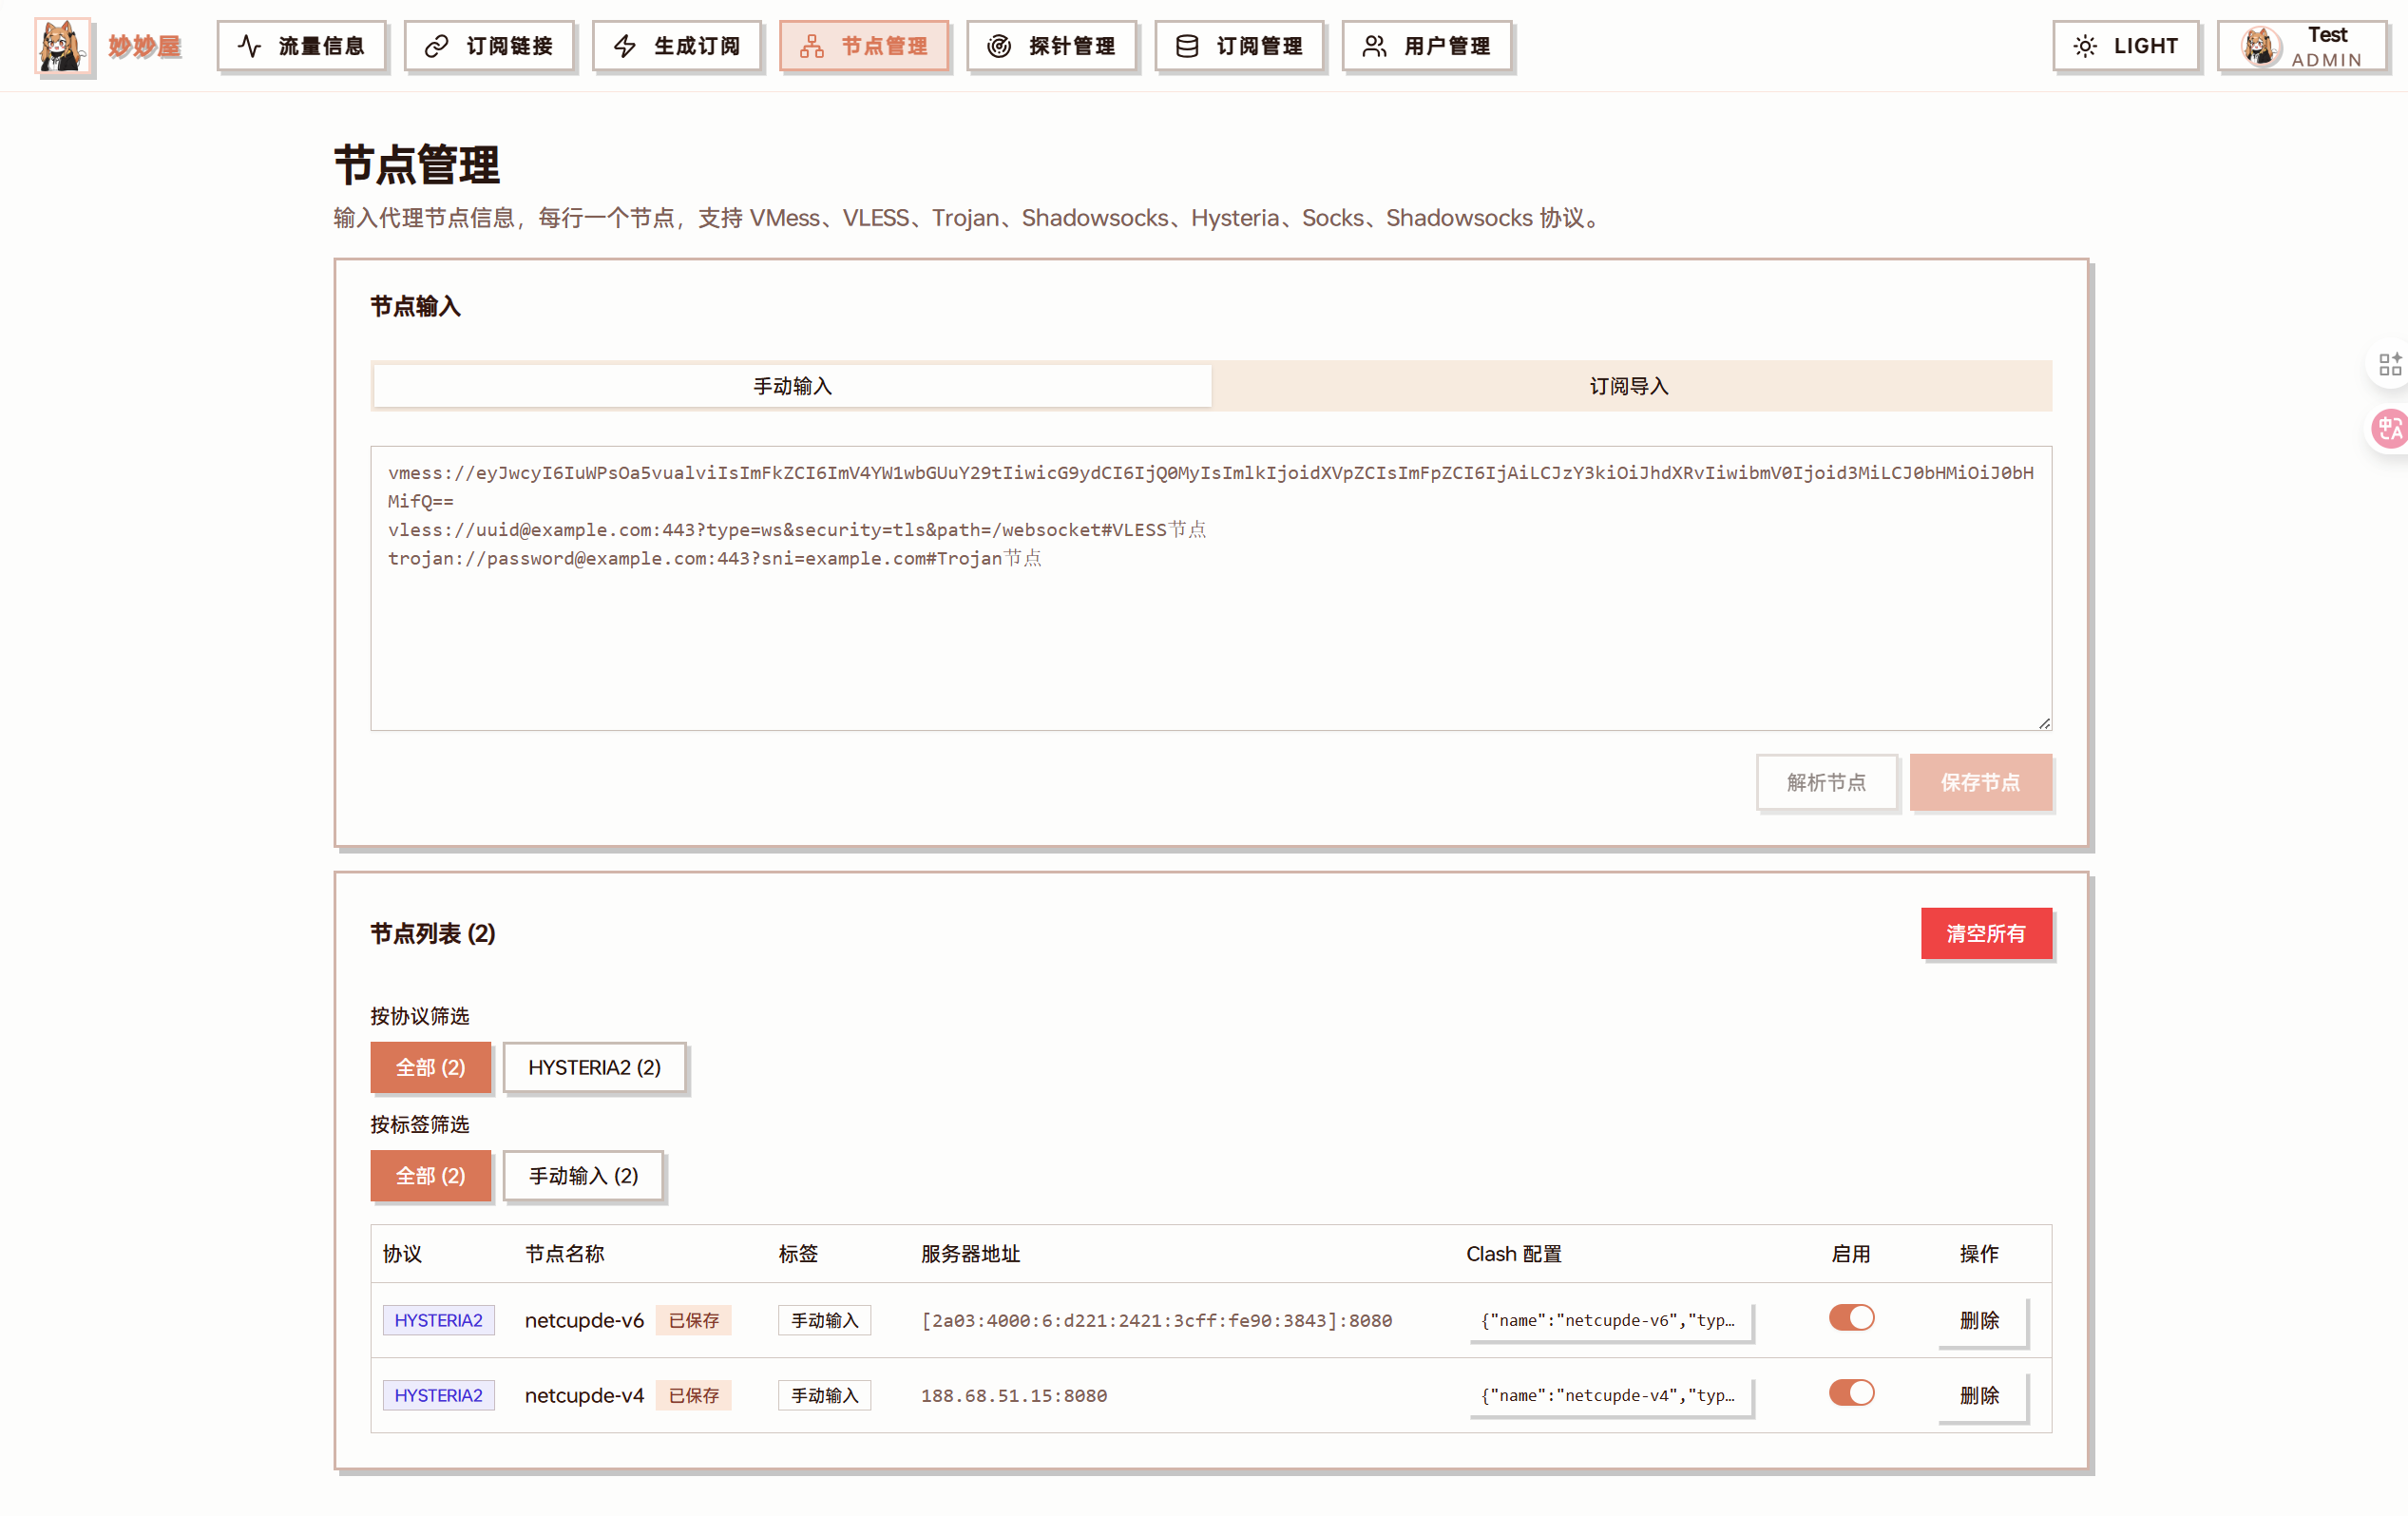 妙妙屋
流量信息
订阅链接
生成订阅
节点管理
探针管理
订阅管理
用户管理
LIGHT
Test
ADMIN
节点管理
输入代理节点信息，每行一个节点，支持 VMess、VLESS、Trojan、Shadowsocks、Hysteria、Socks、Shadowsocks 协议。
节点输入
手动输入
订阅导入
vmess://eyJwcyI6IuWPsOa5vualviIsImFkZCI6ImV4YW1wbGUuY29tIiwicG9ydCI6IjQ0MyIsImlkIjoidXVpZCIsImFpZCI6IjAiLCJzY3kiOiJhdXRvIiwibmV0Ijoid3MiLCJ0bHMiOiJ0bH
MifQ==
vless://uuid@example.com:443?type=ws&security=tls&path=/websocket#VLESS节点
trojan://password@example.com:443?sni=example.com#Trojan节点
解析节点
保存节点
节点列表 (2)
清空所有
按协议筛选
全部 (2)
HYSTERIA2 (2)
按标签筛选
全部 (2)
手动输入 (2)
协议 节点名称 标签 服务器地址 Clash 配置 启用 操作
HYSTERIA2 netcupde-v6 已保存 手动输入 [2a03:4000:6:d221:2421:3cff:fe90:3843]:8080 {"name":"netcupde-v6","typ… 删除
HYSTERIA2 netcupde-v4 已保存 手动输入 188.68.51.15:8080 {"name":"netcupde-v4","typ… 删除
中A